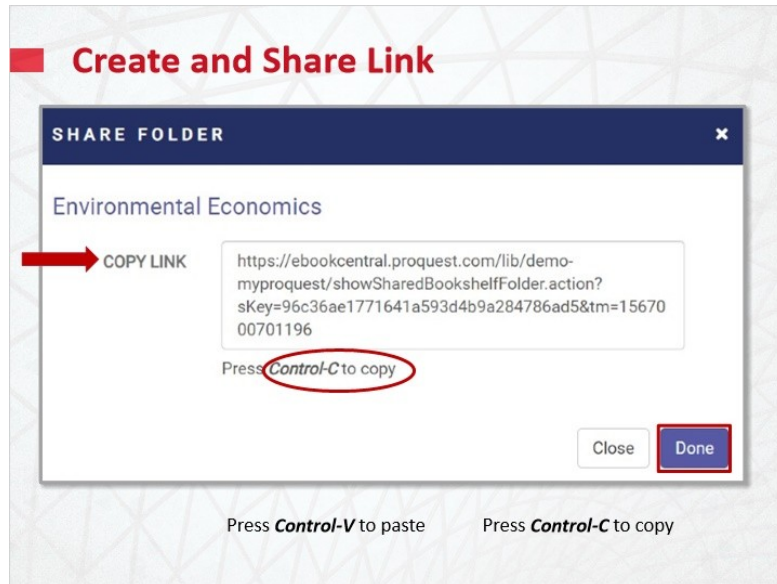 Create and Share Link
SHARE FOLDER
Environmental Economics
COPY LINK
https://ebookcentral.proquest.com/lib/demo-
myproquest/showSharedBookshelfFolder.action?
sKey=96c36ae1771641a593d4b9a284786ad5&tm=15670
00701196
Press Control-C to copy
Close Done
Press Control-V to paste Press Control-C to copy